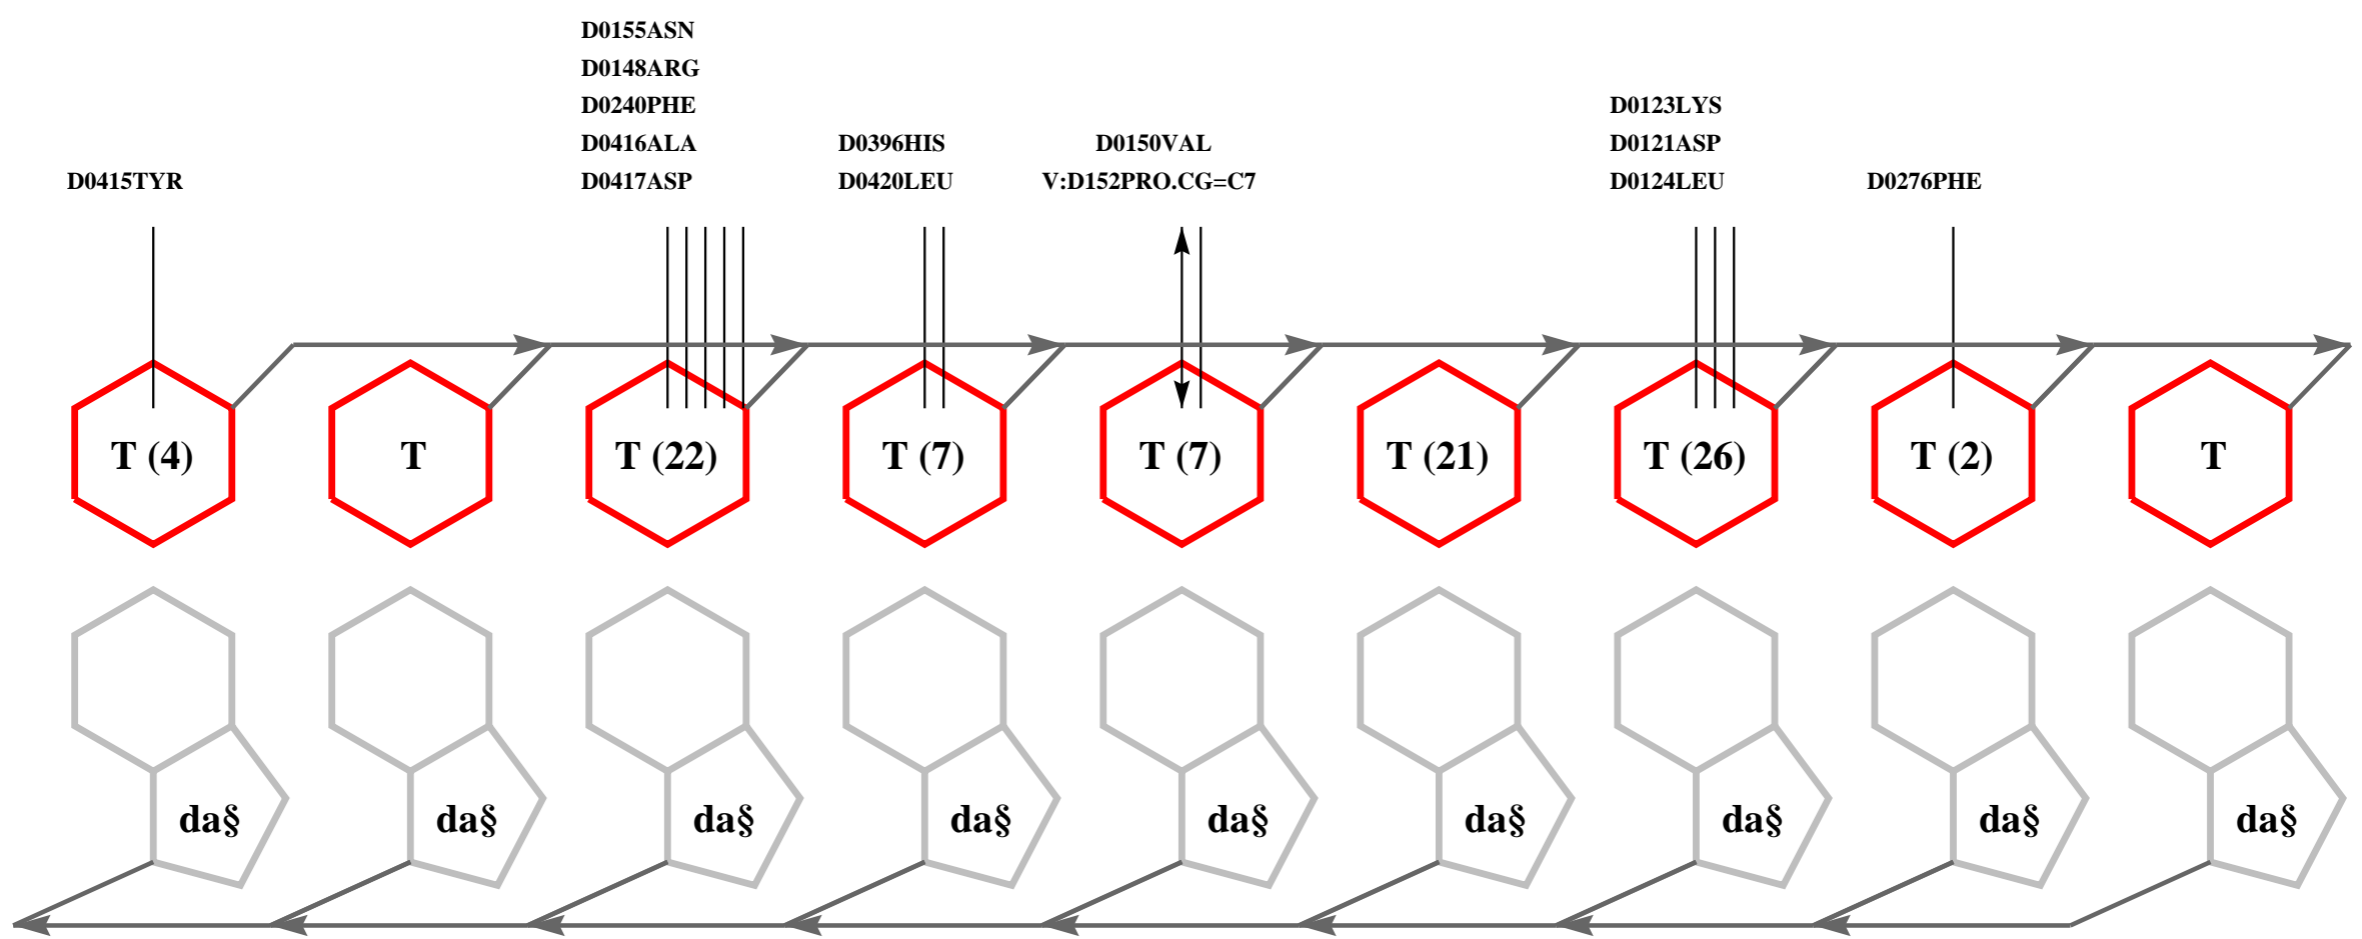 D0155ASN
D0148ARG
D0240PHE
D0416ALA
D0417ASP
D0123LYS
D0121ASP
D0124LEU
D0396HIS
D0420LEU
D0150VAL
V:D152PRO.CG=C7
D0415TYR
D0276PHE
T (4) T T (22) T (7) T (7) T (21) T (26) T (2) T
da§ da§ da§ da§ da§ da§ da§ da§ da§